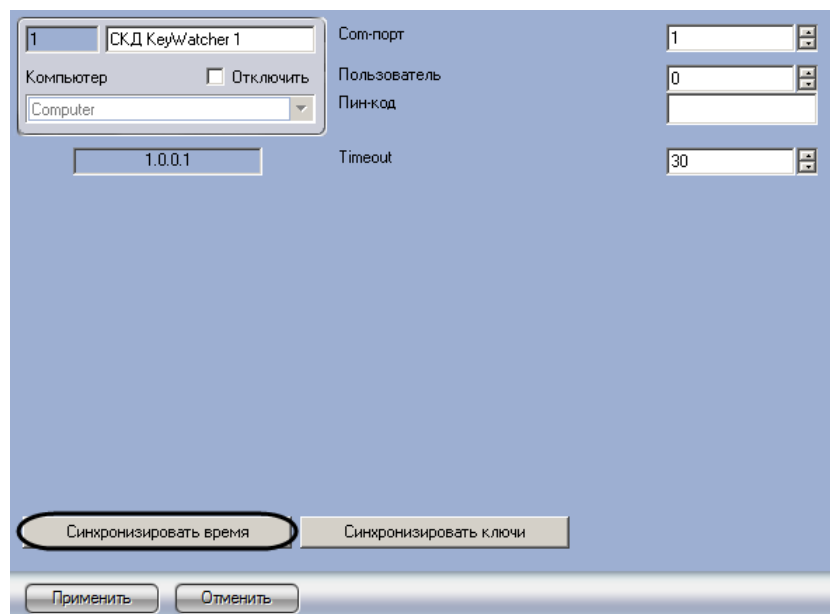 1 СКД KeyWatcher 1
Компьютер Отключить
Computer
1.0.0.1
Com-порт 1
Пользователь 0
Пин-код
Timeout 30
Синхронизировать время Синхронизировать ключи
Применить Отменить